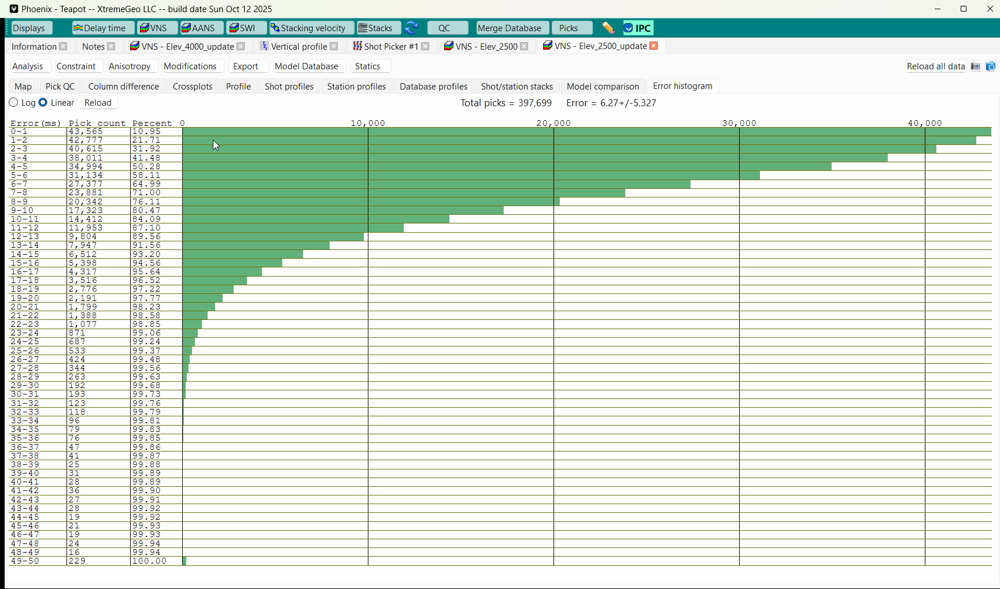 Phoenix - Teapot -- XtremeGeo LLC -- build date Sun Oct 12 2025
Displays Delay time VNS AANS SWI Stacking velocity Stacks QC Merge Database Picks IPC
Information Notes VNS - Elev_4000_update Vertical profile Shot Picker #1 VNS - Elev_2500 VNS - Elev_2500_update
Analysis Constraint Anisotropy Modifications Export Model Database Statics Reload all data
Map Pick QC Column difference Crossplots Profile Shot profiles Station profiles Database profiles Shot/station stacks Model comparison Error histogram
Log Linear Reload Total picks = 397,699 Error = 6.27+/-5.327
Error(ms) Pick count Percent 0 10,000 20,000 30,000 40,000
0-1 43,565 10.95
1-2 42,777 21.71
2-3 40,615 31.92
3-4 38,011 41.48
4-5 34,994 50.28
5-6 31,134 58.11
6-7 27,377 64.99
7-8 23,881 71.00
8-9 20,342 76.11
9-10 17,323 80.47
10-11 14,412 84.09
11-12 11,953 87.10
12-13 9,804 89.56
13-14 7,947 91.56
14-15 6,512 93.20
15-16 5,398 94.56
16-17 4,317 95.64
17-18 3,516 96.52
18-19 2,776 97.22
19-20 2,191 97.77
20-21 1,799 98.23
21-22 1,388 98.58
22-23 1,077 98.85
23-24 871 99.06
24-25 687 99.24
25-26 533 99.37
26-27 424 99.48
27-28 344 99.56
28-29 263 99.63
29-30 192 99.68
30-31 193 99.73
31-32 123 99.76
32-33 118 99.79
33-34 96 99.81
34-35 79 99.83
35-36 76 99.85
36-37 47 99.86
37-38 41 99.87
38-39 25 99.88
39-40 31 99.89
40-41 28 99.89
41-42 36 99.90
42-43 27 99.91
43-44 28 99.92
44-45 19 99.92
45-46 21 99.93
46-47 19 99.93
47-48 24 99.94
48-49 16 99.94
49-50 229 100.00